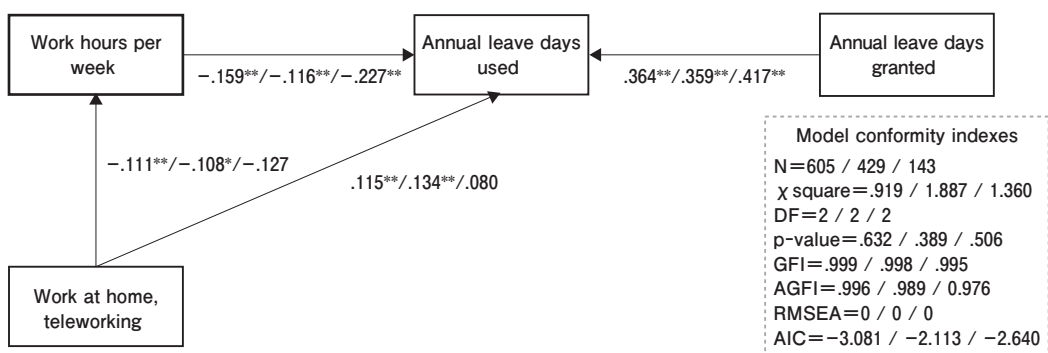 Work hours per
week
−.159**/−.116**/−.227**
Annual leave days
used
.364**/.359**/.417**
Annual leave days
granted
−.111**/−.108*/−.127
.115**/.134**/.080
Work at home,
teleworking
Model conformity indexes
N=605 / 429 / 143
χ square=.919 / 1.887 / 1.360
DF=2 / 2 / 2
p-value=.632 / .389 / .506
GFI=.999 / .998 / .995
AGFI=.996 / .989 / 0.976
RMSEA=0 / 0 / 0
AIC=−3.081 / −2.113 / −2.640